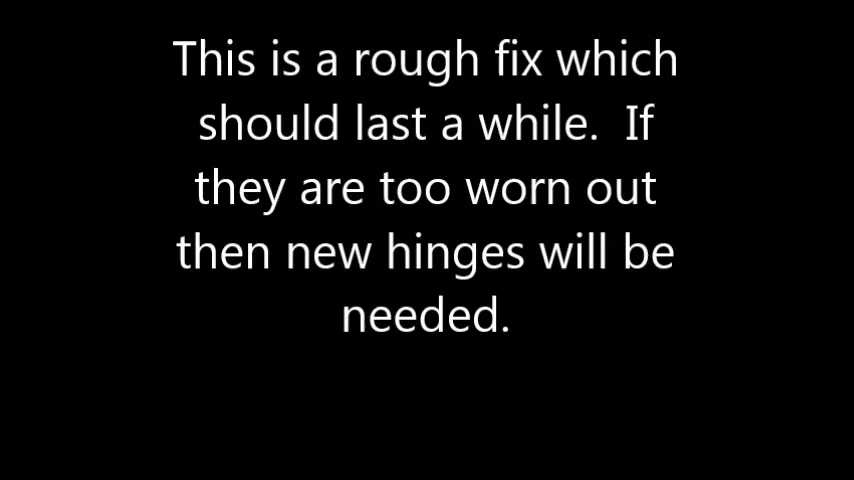 This is a rough fix which
should last a while.  If
they are too worn out
then new hinges will be
needed.